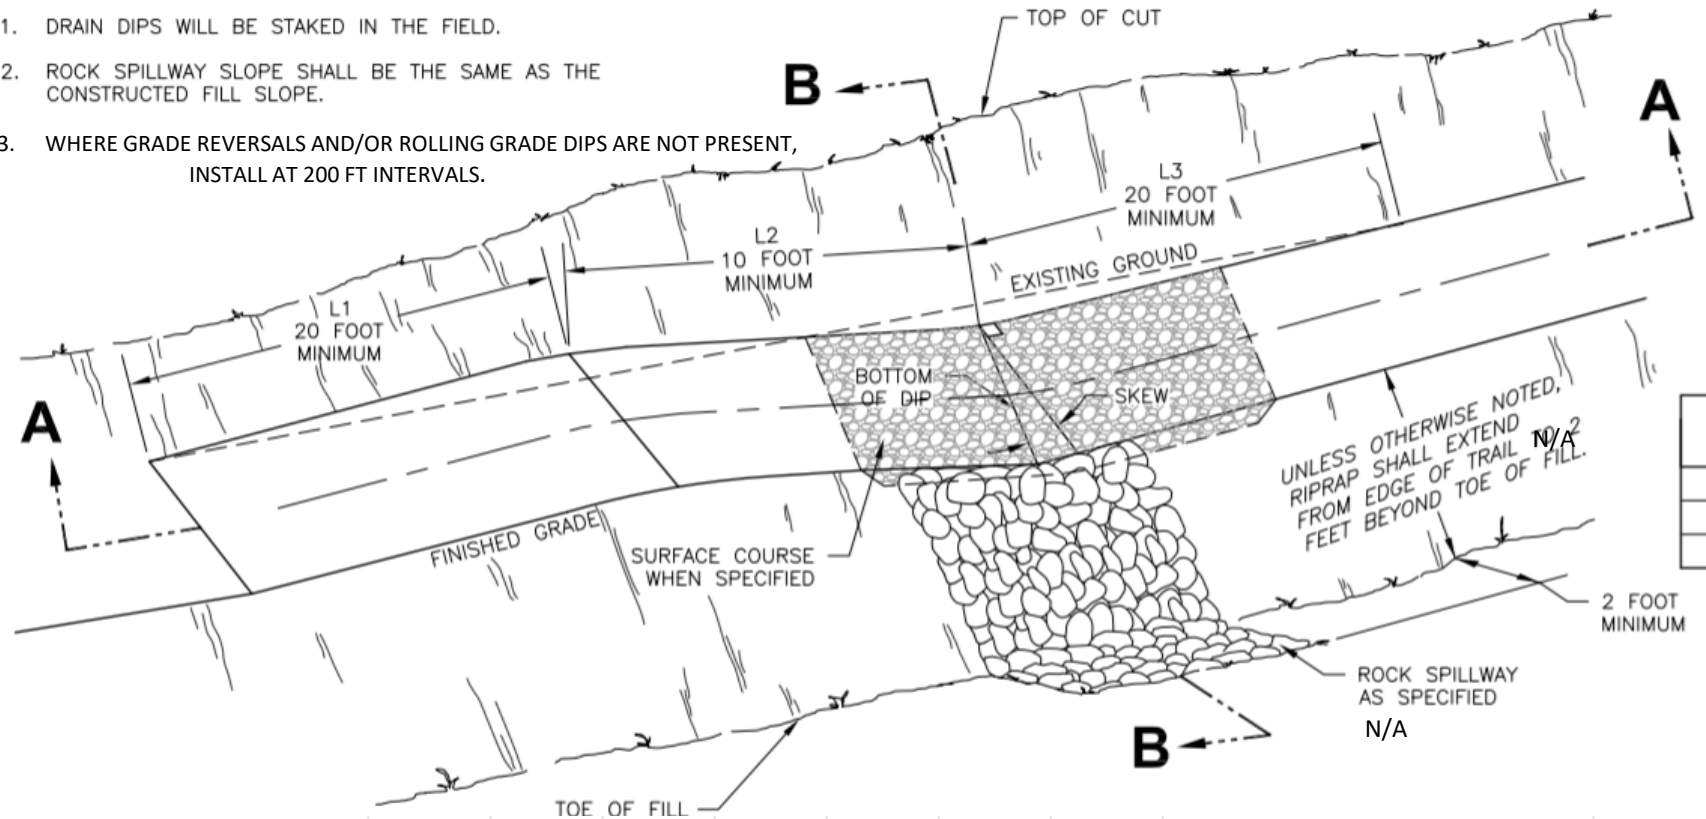 1. DRAIN DIPS WILL BE STAKED IN THE FIELD.
2. ROCK SPILLWAY SLOPE SHALL BE THE SAME AS THE
CONSTRUCTED FILL SLOPE.
3. WHERE GRADE REVERSALS AND/OR ROLLING GRADE DIPS ARE NOT PRESENT,
INSTALL AT 200 FT INTERVALS.
TOP OF CUT
B
A
L3
20 FOOT
MINIMUM
L2
10 FOOT
MINIMUM
EXISTING GROUND
L1
20 FOOT
MINIMUM
A
BOTTOM
OF DIP
SKEW
UNLESS OTHERWISE NOTED,
RIPRAP SHALL EXTEND
FROM EDGE OF TRAIL TO 2
FEET BEYOND TOE OF FILL.
N/A
FINISHED GRADE
SURFACE COURSE
WHEN SPECIFIED
2 FOOT
MINIMUM
ROCK SPILLWAY
AS SPECIFIED
N/A
B
TOE OF FILL